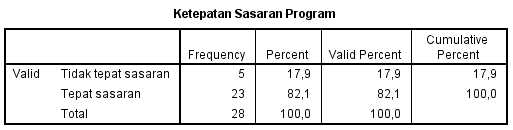 Ketepatan Sasaran Program
Frequency Percent Valid Percent Cumulative Percent
Valid Tidak tepat sasaran 5 17,9 17,9 17,9
Tepat sasaran 23 82,1 82,1 100,0
Total 28 100,0 100,0